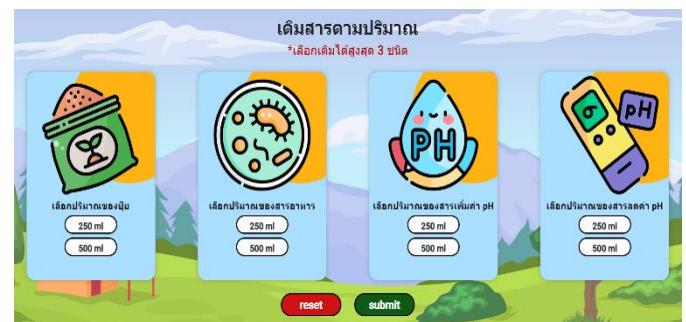 เติมสารตามปริมาณ
*เลือกเติมได้สูงสุด 3 ชนิด
PH
pH
เลือกปริมาณของปุ๋ย
250 ml
500 ml
เลือกปริมาณของสารอาหาร
250 ml
500 ml
เลือกปริมาณของสารเพิ่มค่า pH
250 ml
500 ml
เลือกปริมาณของสารลดค่า pH
250 ml
500 ml
reset
submit